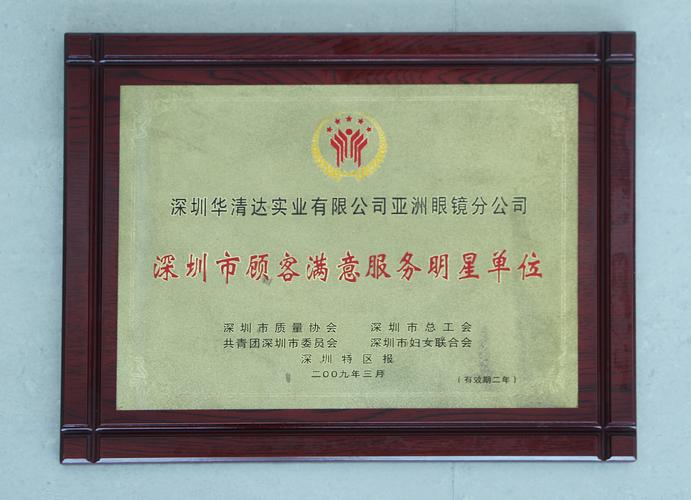 深圳华清达实业有限公司亚洲眼镜分公司
深圳市顾客满意服务明星单位
深圳市质量协会 深圳市总工会
共青团深圳市委员会 深圳市妇女联合会
深圳特区报
二00九年三月 (有效期二年)